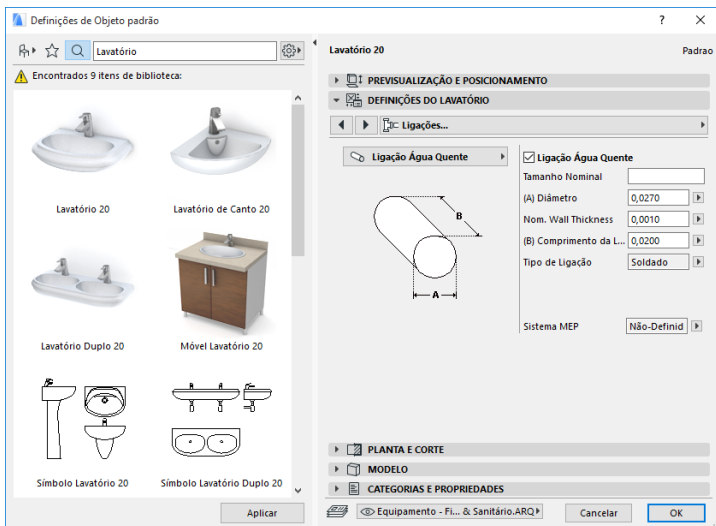 Definições de Objeto padrão
Lavatório
Encontrados 9 itens de biblioteca:
Lavatório 20
Lavatório de Canto 20
Lavatório Duplo 20
Móvel Lavatório 20
Símbolo Lavatório 20
Símbolo Lavatório Duplo 20
Aplicar
Lavatório 20
Padrao
PREVISUALIZAÇÃO E POSICIONAMENTO
DEFINIÇÕES DO LAVATÓRIO
Ligações...
Ligação Água Quente
B
A
Ligação Água Quente
Tamanho Nominal
(A) Diâmetro 0,0270
Nom. Wall Thickness 0,0010
(B) Comprimento da L... 0,0200
Tipo de Ligação Soldado
Sistema MEP Não-Definid
PLANTA E CORTE
MODELO
CATEGORIAS E PROPRIEDADES
Equipamento - Fi... & Sanitário.ARQ
Cancelar
OK